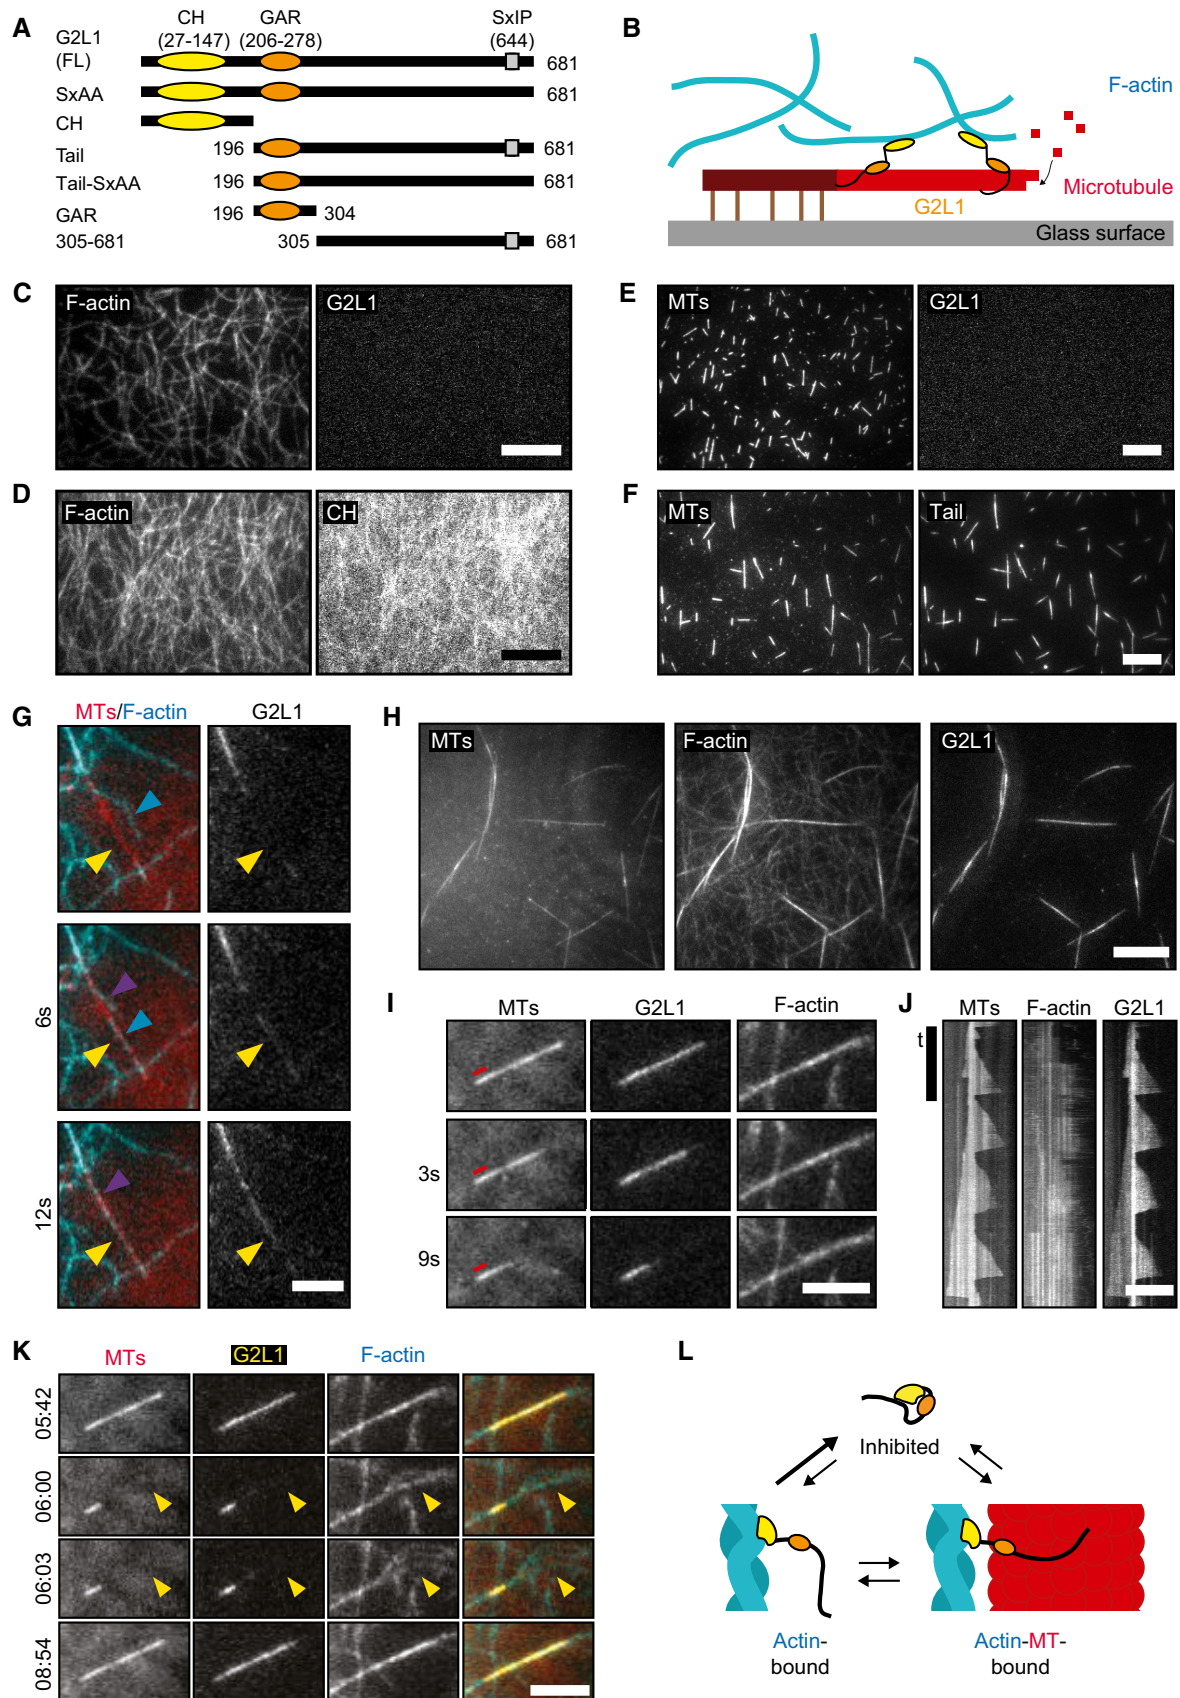 A
CH GAR SxIP
G2L1 (27-147) (206-278) (644)
(FL) 681
SxAA 681
CH
Tail 196 681
Tail-SxAA 196 681
GAR 196 304
305-681 305 681
B
F-actin
Microtubule
G2L1
Glass surface
C
F-actin G2L1
D
F-actin CH
E
MTs G2L1
F
MTs Tail
G
MTs/F-actin G2L1
6s
12s
H
MTs F-actin G2L1
I
MTs G2L1 F-actin
3s
9s
J
MTs F-actin G2L1
t
K
MTs G2L1 F-actin
05:42
06:00
06:03
08:54
L
Inhibited
Actin-
bound
Actin-MT-
bound